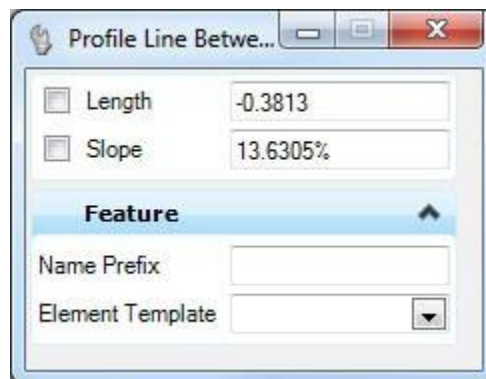 Profile Line Betwe...
Length -0.3813
Slope 13.6305%
Feature
Name Prefix
Element Template